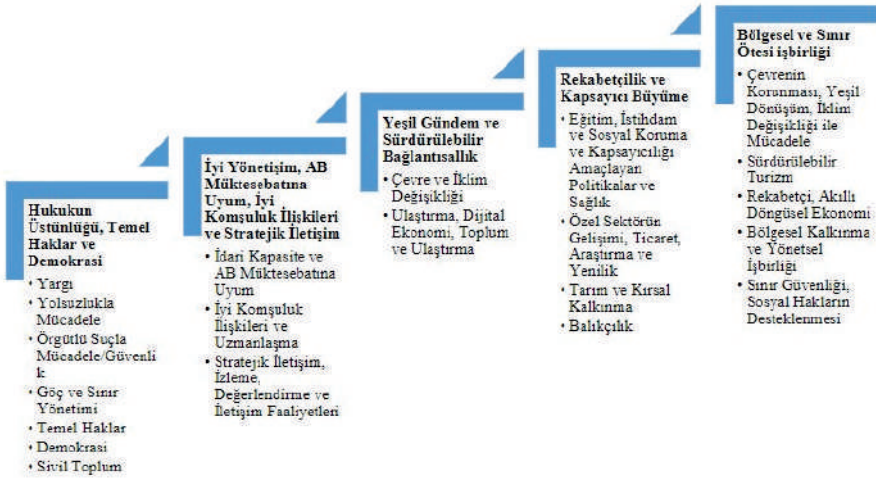 Hukukun
Üstünlüğü, Temel
Haklar ve
Demokrasi
• Yargı
• Yolsuzlukla
Mücadele
• Örgütlü Suçla
Mücadele/Güvenli
k
• Göç ve Sınır
Yönetimi
• Temel Haklar
• Demokrasi
• Sivil Toplum
İyi Yönetişim, AB
Müktesebatına
Uyum, İyi
Komşuluk İlişkileri
ve Stratejik İletişim
• İdari Kapasite ve
AB Müktesebatına
Uyum
• İyi Komşuluk
İlişkileri ve
Uzmanlaşma
• Stratejik İletişim,
İzleme,
Değerlendirme ve
İletişim Faaliyetleri
Yeşil Gündem ve
Sürdürülebilir
Bağlantısallık
• Çevre ve İklim
Değişikliği
• Ulaştırma, Dijital
Ekonomi, Toplum
ve Ulaştırma
Rekabetçilik ve
Kapsayıcı Büyüme
• Eğitim, İstihdam
ve Sosyal Koruma
ve Kapsayıcılığı
Amaçlayan
Politikalar ve
Sağlık
• Özel Sektörün
Gelişimi, Ticaret,
Araştırma ve
Yenilik
• Tarım ve Kırsal
Kalkınma
• Balıkçılık
Bölgesel ve Sınır
Ötesi işbirliği
• Çevrenin
Korunması, Yeşil
Dönüşüm, İklim
Değişikliği ile
Mücadele
• Sürdürülebilir
Turizm
• Rekabetçi, Akıllı
Döngüsel Ekonomi
• Bölgesel Kalkınma
ve Yönetsel
İşbirliği
• Sınır Güvenliği,
Sosyal Hakların
Desteklenmesi